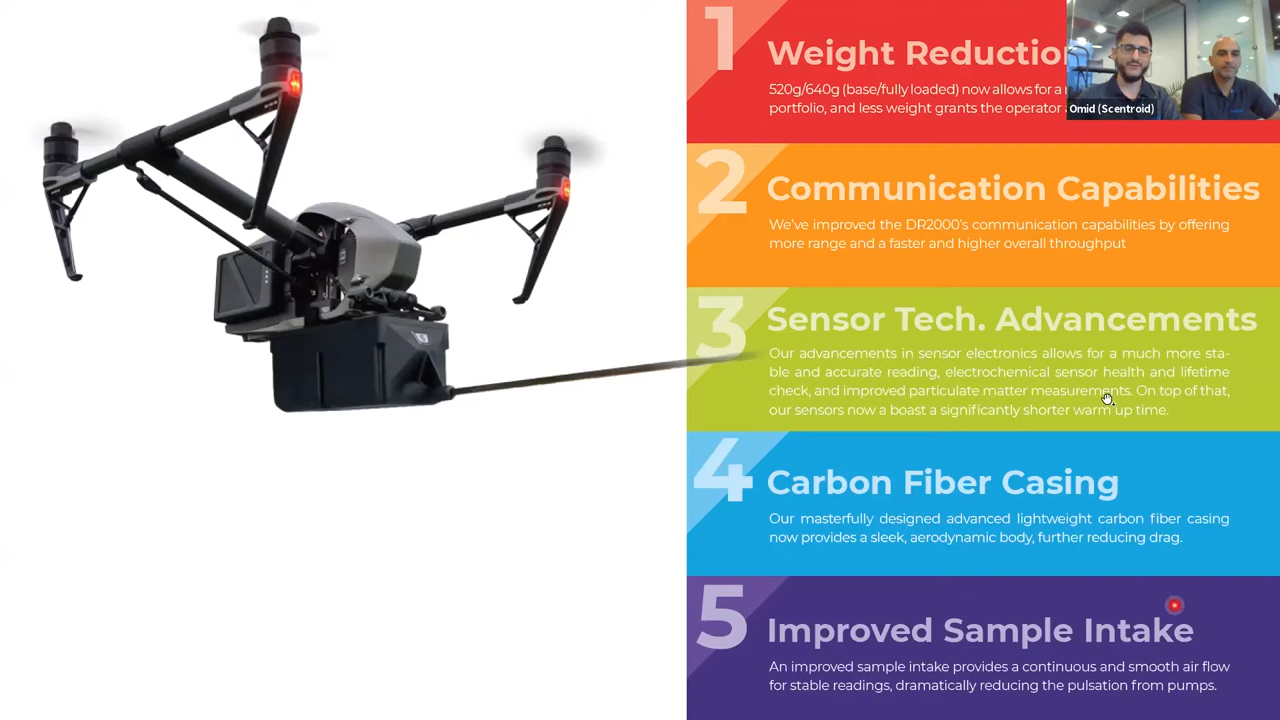 1
Weight Reductio
520g/640g (base/fully loaded) now allows for a
portfolio, and less weight grants the operator
Omid (Scentroid)
2
Communication Capabilities
We've improved the DR2000's communication capabilities by offering
more range and a faster and higher overall throughput
3
Sensor Tech. Advancements
Our advancements in sensor electronics allows for a much more sta-
ble and accurate reading, electrochemical sensor health and lifetime
check, and improved particulate matter measurements. On top of that,
our sensors now a boast a significantly shorter warm up time.
4
Carbon Fiber Casing
Our masterfully designed advanced lightweight carbon fiber casing
now provides a sleek, aerodynamic body, further reducing drag.
5
Improved Sample Intake
An improved sample intake provides a continuous and smooth air flow
for stable readings, dramatically reducing the pulsation from pumps.